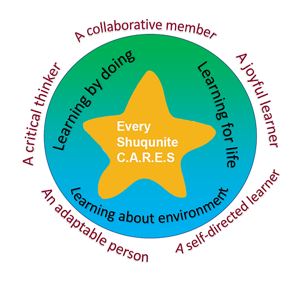 A collaborative member
A joyful learner
A self-directed learner
An adaptable person
A critical thinker
Learning by doing
Learning for life
Learning about environment
Every
Shuqunite
C.A.R.E.S